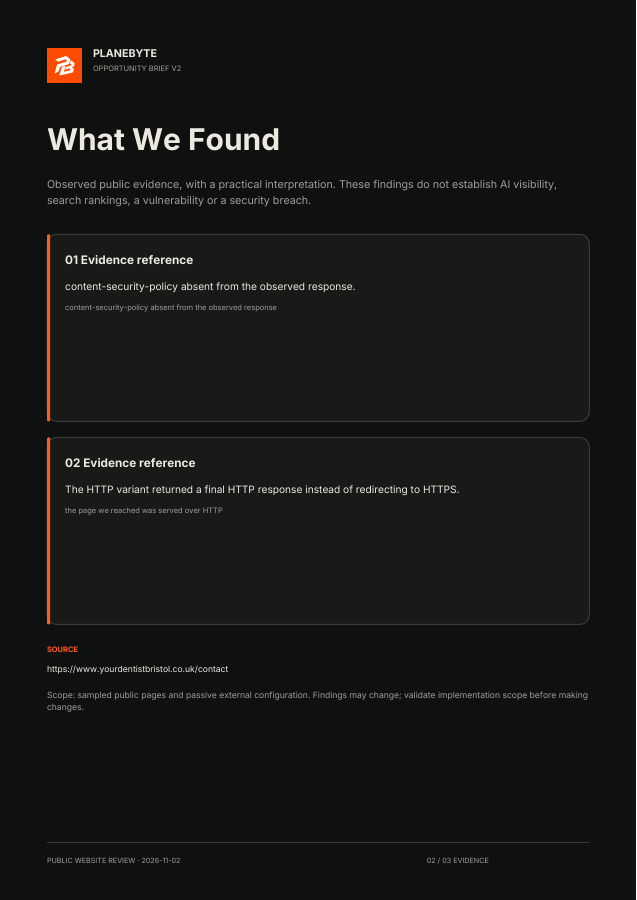 PLANEBYTE
OPPORTUNITY BRIEF V2
What We Found
Observed public evidence, with a practical interpretation. These findings do not establish AI visibility,
search rankings, a vulnerability or a security breach.
01 Evidence reference
content-security-policy absent from the observed response.
content-security-policy absent from the observed response
02 Evidence reference
The HTTP variant returned a final HTTP response instead of redirecting to HTTPS.
the page we reached was served over HTTP
SOURCE
https://www.yourdentistbristol.co.uk/contact
Scope: sampled public pages and passive external configuration. Findings may change; validate implementation scope before making
changes.
PUBLIC WEBSITE REVIEW · 2026-11-02
02 / 03 EVIDENCE